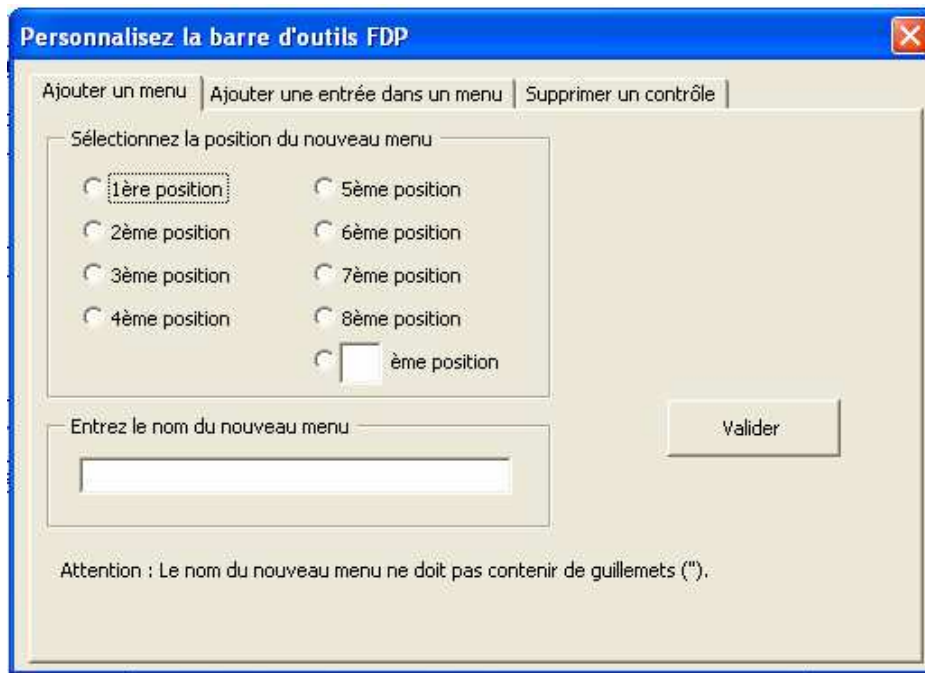 Personnalisez la barre d'outils FDP
Ajouter un menu
Ajouter une entrée dans un menu
Supprimer un contrôle
Sélectionnez la position du nouveau menu
1ère position
2ème position
3ème position
4ème position
5ème position
6ème position
7ème position
8ème position
ème position
Entrez le nom du nouveau menu
Valider
Attention : Le nom du nouveau menu ne doit pas contenir de guillemets (").